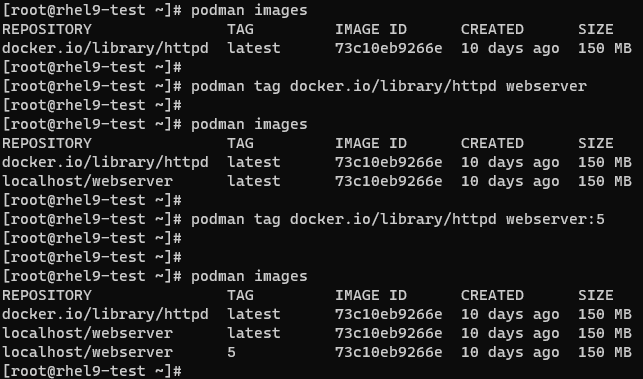 [root@rhel9-test ~]# podman images
REPOSITORY               TAG         IMAGE ID      CREATED      SIZE
docker.io/library/httpd  latest      73c10eb9266e  10 days ago  150 MB
[root@rhel9-test ~]#
[root@rhel9-test ~]# podman tag docker.io/library/httpd webserver
[root@rhel9-test ~]#
[root@rhel9-test ~]# podman images
REPOSITORY               TAG         IMAGE ID      CREATED      SIZE
docker.io/library/httpd  latest      73c10eb9266e  10 days ago  150 MB
localhost/webserver      latest      73c10eb9266e  10 days ago  150 MB
[root@rhel9-test ~]#
[root@rhel9-test ~]# podman tag docker.io/library/httpd webserver:5
[root@rhel9-test ~]#
[root@rhel9-test ~]#
[root@rhel9-test ~]# podman images
REPOSITORY               TAG         IMAGE ID      CREATED      SIZE
docker.io/library/httpd  latest      73c10eb9266e  10 days ago  150 MB
localhost/webserver      latest      73c10eb9266e  10 days ago  150 MB
localhost/webserver      5           73c10eb9266e  10 days ago  150 MB
[root@rhel9-test ~]#